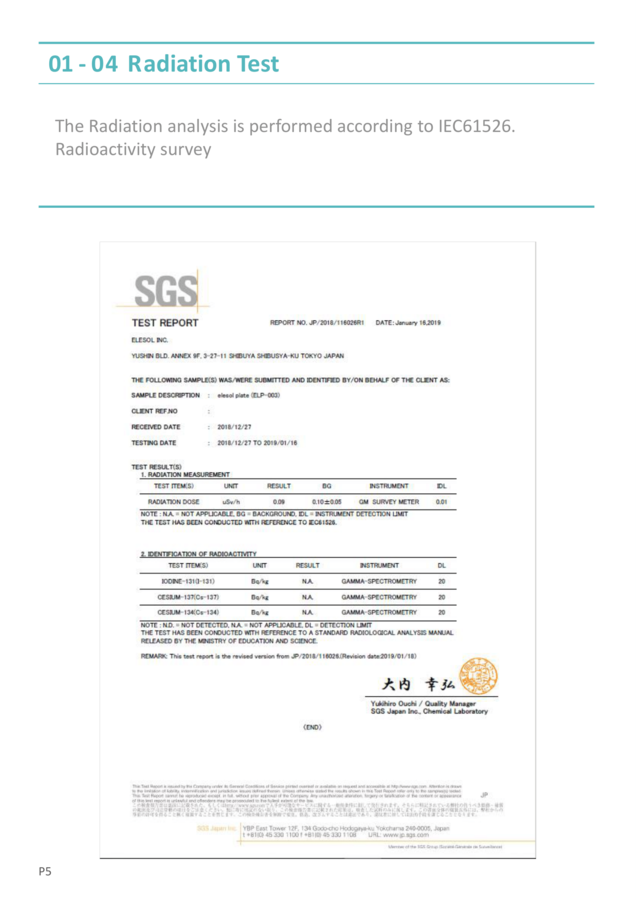 01 - 04 Radiation Test
The Radiation analysis is performed according to IEC61526.
Radioactivity survey
SGS
TEST REPORT REPORT NO. JP/2018/116026R1 DATE: January 18,2019
ELESOL INC.
YUSHIN BLD. ANNEX 9F, 3-27-11 SHIBUYA SHIBUSYA-KU TOKYO JAPAN
THE FOLLOWING SAMPLE(S) WAS/WERE SUBMITTED AND IDENTIFIED BY/ON BEHALF OF THE CLIENT AS:
SAMPLE DESCRIPTION : elesol plate (ELP-003)
CLIENT REF.NO :
RECEIVED DATE : 2018/12/27
TESTING DATE : 2018/12/27 TO 2019/01/16
TEST RESULT(S)
1. RADIATION MEASUREMENT
TEST ITEM(S) UNIT RESULT BG INSTRUMENT IDL
RADIATION DOSE uSv/h 0.09 0.10±0.05 GM SURVEY METER 0.01
NOTE : N.A. = NOT APPLICABLE, BG = BACKGROUND, IDL = INSTRUMENT DETECTION LIMIT
THE TEST HAS BEEN CONDUCTED WITH REFERENCE TO IEC61526.
2. IDENTIFICATION OF RADIOACTIVITY
TEST ITEM(S) UNIT RESULT INSTRUMENT DL
IODINE-131(I-131) Bq/kg N.A. GAMMA-SPECTROMETRY 20
CESIUM-137(Cs-137) Bq/kg N.A. GAMMA-SPECTROMETRY 20
CESIUM-134(Cs-134) Bq/kg N.A. GAMMA-SPECTROMETRY 20
NOTE : N.D. = NOT DETECTED, N.A. = NOT APPLICABLE, DL = DETECTION LIMIT
THE TEST HAS BEEN CONDUCTED WITH REFERENCE TO A STANDARD RADIOLOGICAL ANALYSIS MANUAL
RELEASED BY THE MINISTRY OF EDUCATION AND SCIENCE.
REMARK: This test report is the revised version from JP/2018/116026.(Revision date:2019/01/18)
大内 幸弘
Yukihiro Ouchi / Quality Manager
SGS Japan Inc., Chemical Laboratory
(END)
JP
SGS Japan Inc. YBP East Tower 12F, 134 Godo-cho Hodogaya-ku Yokohama 240-0005, Japan
t +81(0) 45 330 1100 f +81(0) 45 330 1108 URL: www.jp.sgs.com
Member of the SGS Group (Société Générale de Surveillance)
P5